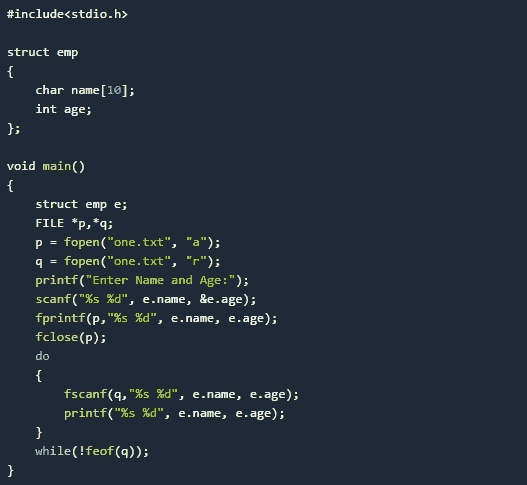 #include<stdio.h>
struct emp
{
    char name[10];
    int age;
};
void main()
{
    struct emp e;
    FILE *p,*q;
    p = fopen("one.txt", "a");
    q = fopen("one.txt", "r");
    printf("Enter Name and Age:");
    scanf("%s %d", e.name, &e.age);
    fprintf(p,"%s %d", e.name, e.age);
    fclose(p);
    do
    {
        fscanf(q,"%s %d", e.name, e.age);
        printf("%s %d", e.name, e.age);
    }
    while(!feof(q));
}